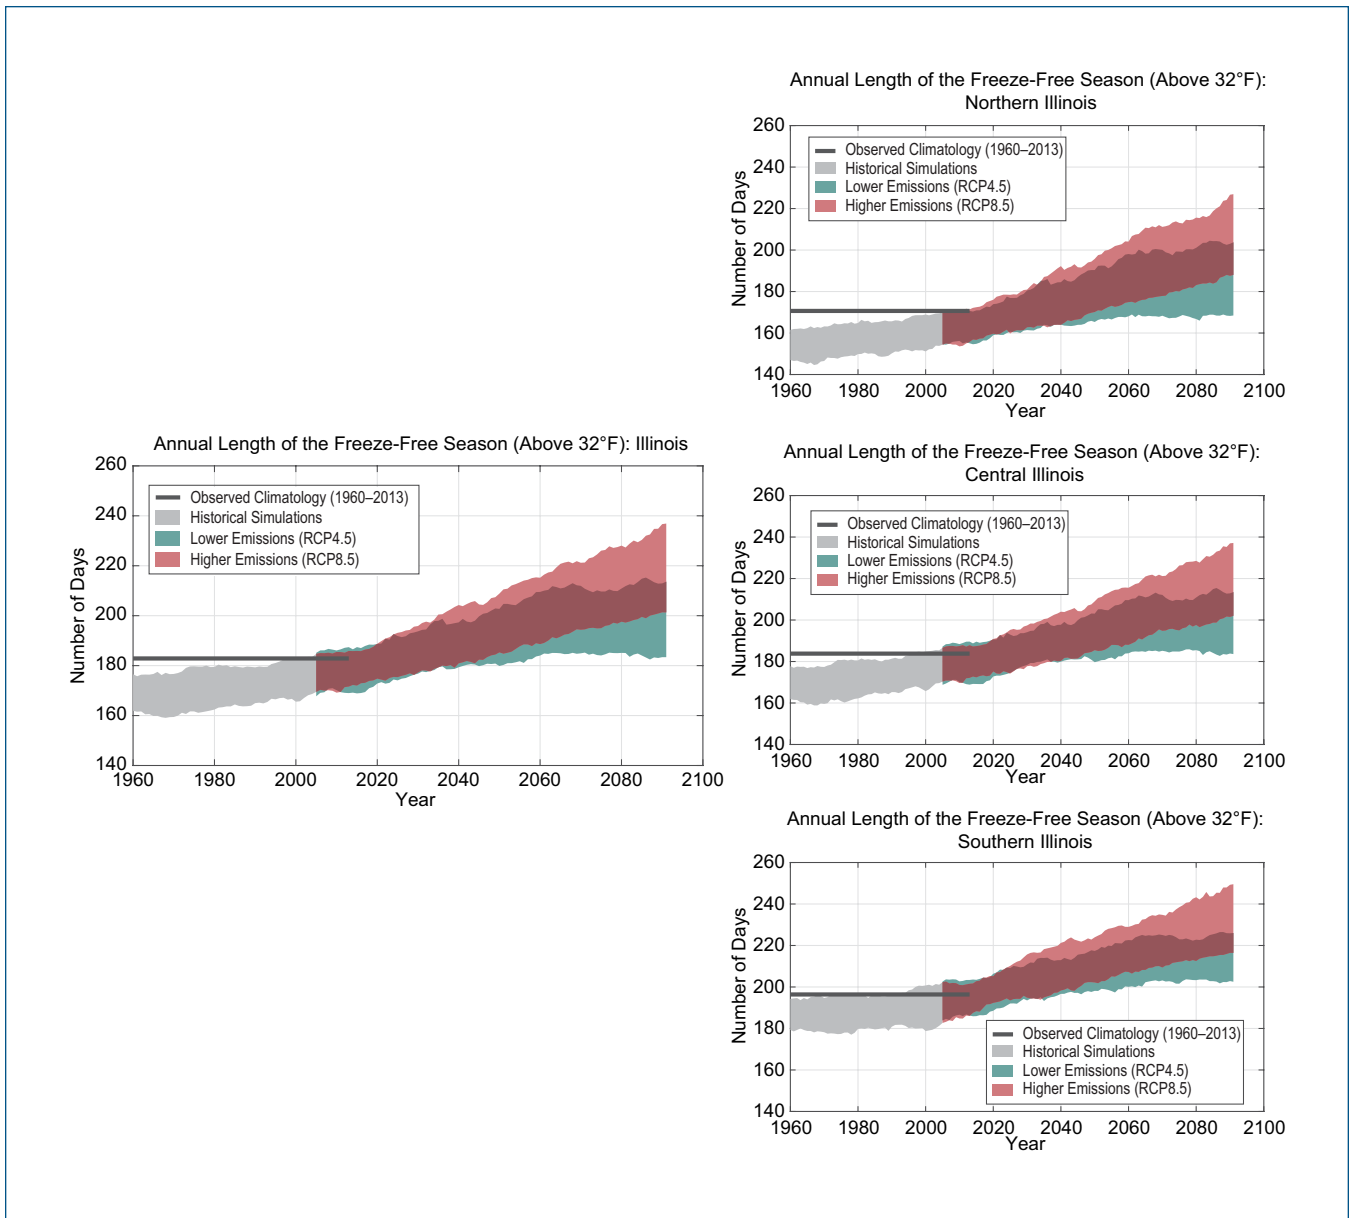 Annual Length of the Freeze-Free Season (Above 32°F):
Northern Illinois
260
240
220
200
180
160
140
Number of Days
Observed Climatology (1960–2013)
Historical Simulations
Lower Emissions (RCP4.5)
Higher Emissions (RCP8.5)
1960 1980 2000 2020 2040 2060 2080 2100
Year
Annual Length of the Freeze-Free Season (Above 32°F): Illinois
260
240
220
200
180
160
140
Number of Days
Observed Climatology (1960–2013)
Historical Simulations
Lower Emissions (RCP4.5)
Higher Emissions (RCP8.5)
1960 1980 2000 2020 2040 2060 2080 2100
Year
Annual Length of the Freeze-Free Season (Above 32°F):
Central Illinois
260
240
220
200
180
160
140
Number of Days
Observed Climatology (1960–2013)
Historical Simulations
Lower Emissions (RCP4.5)
Higher Emissions (RCP8.5)
1960 1980 2000 2020 2040 2060 2080 2100
Year
Annual Length of the Freeze-Free Season (Above 32°F):
Southern Illinois
260
240
220
200
180
160
140
Number of Days
Observed Climatology (1960–2013)
Historical Simulations
Lower Emissions (RCP4.5)
Higher Emissions (RCP8.5)
1960 1980 2000 2020 2040 2060 2080 2100
Year